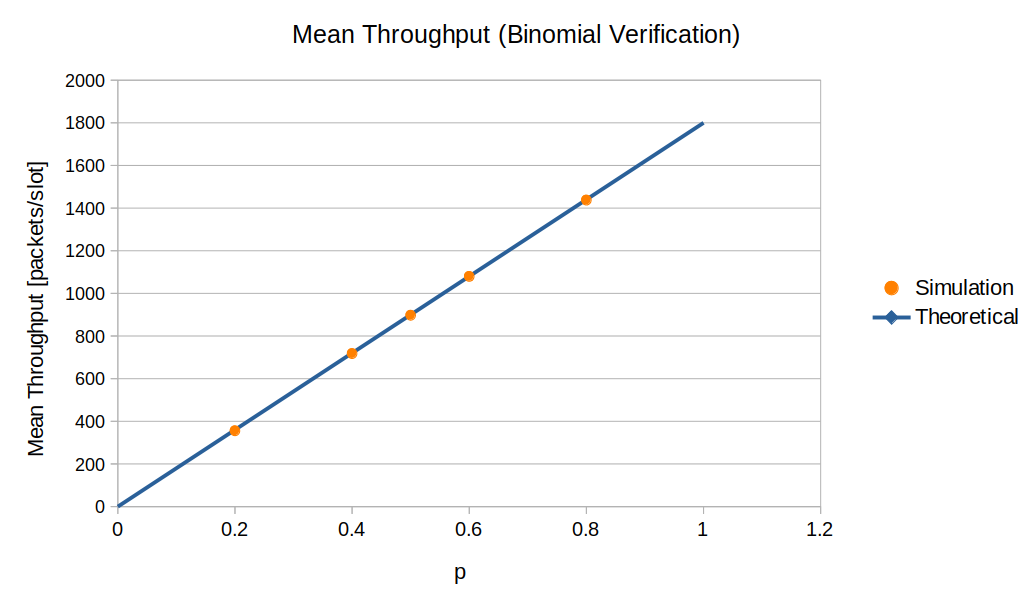 Mean Throughput (Binomial Verification)
Mean Throughput [packets/slot]
2000
1800
1600
1400
1200
1000
800
600
400
200
0
0 0.2 0.4 0.6 0.8 1 1.2
p
Simulation
Theoretical